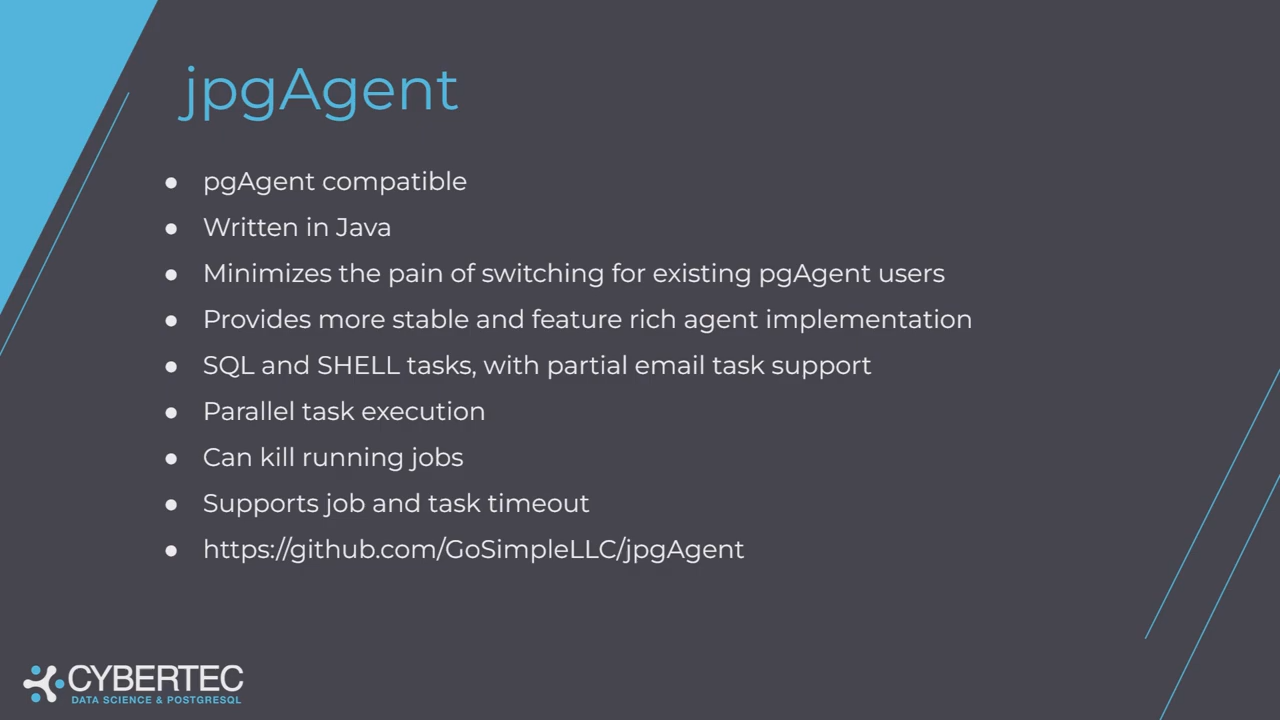 jpgAgent
● pgAgent compatible
● Written in Java
● Minimizes the pain of switching for existing pgAgent users
● Provides more stable and feature rich agent implementation
● SQL and SHELL tasks, with partial email task support
● Parallel task execution
● Can kill running jobs
● Supports job and task timeout
● https://github.com/GoSimpleLLC/jpgAgent
CYBERTEC
DATA SCIENCE & POSTGRESQL